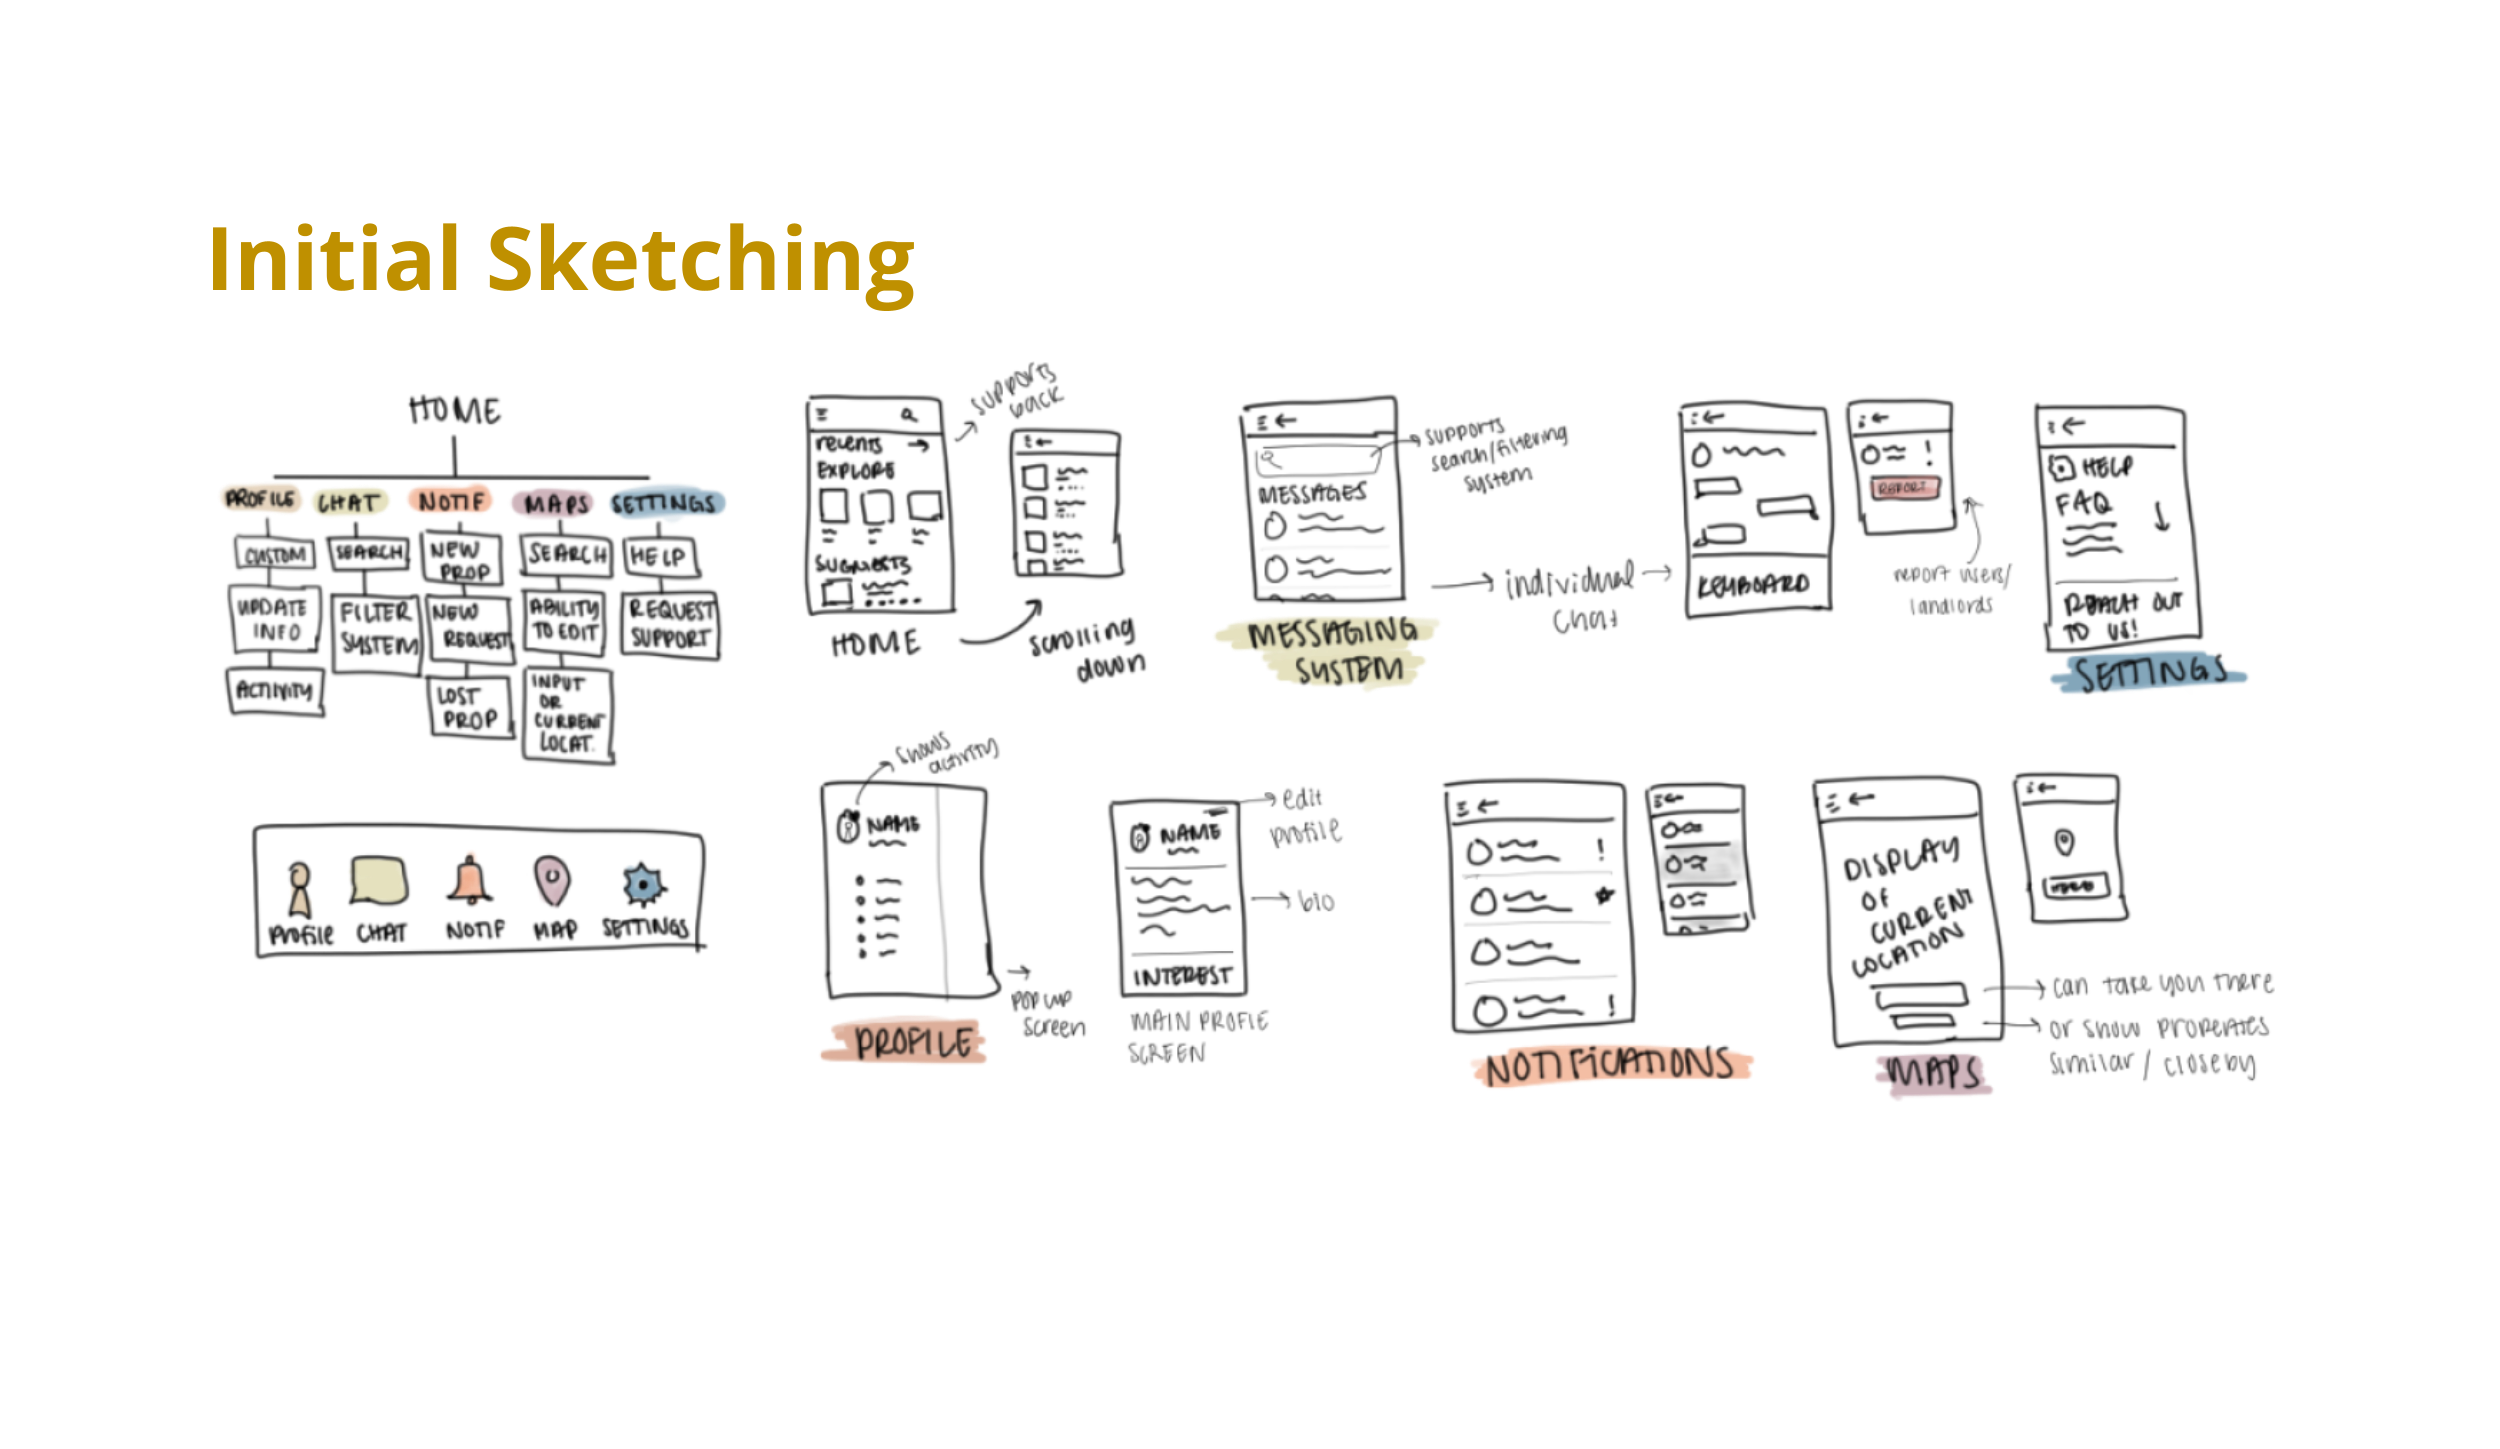 Initial Sketching
HOME
PROFILE
CHAT
NOTIF
MAPS
SETTINGS
CUSTOM
UPDATE
INFO
ACTIVITY
SEARCH
FILTER
SYSTEM
NEW
PROP
NEW
REQUEST
LOST
PROP
SEARCH
ABILITY
TO EDIT
INPUT
OR
CURRENT
LOCAT.
HELP
REQUEST
SUPPORT
Profile
CHAT
NOTIF
MAP
SETTINGS
recents
EXPLORE
SUGGESTS
HOME
supports
back
scrolling
down
MESSAGES
supports
search/filtering
system
MESSAGING
SYSTEM
individual
chat
KEYBOARD
REPORT
report users/
landlords
HELP
FAQ
REACH OUT
TO US!
SETTINGS
shows
activity
NAME
pop up
screen
PROFILE
NAME
INTEREST
edit
profile
bio
MAIN PROFIE
SCREEN
NOTIFICATIONS
DISPLAY
OF
CURRENT
LOCATION
MAPS
can take you there
or show properties
similar / closeby